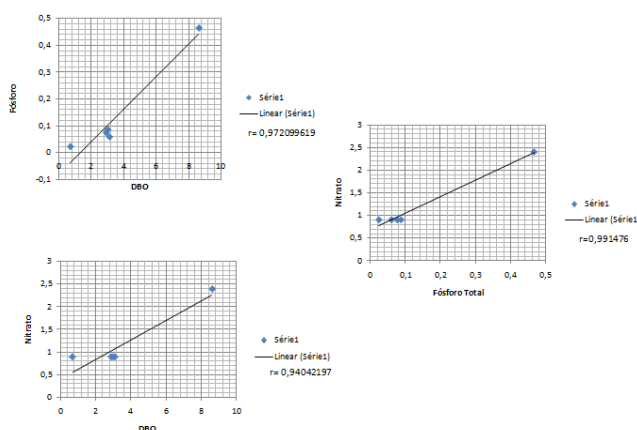 0,5
0,4
0,3
0,2
0,1
0
-0,1
0 2 4 6 8 10
Fósforo
DBO
Série1
Linear (Série1)
r= 0,972099619
3
2,5
2
1,5
1
0,5
0
0 0,1 0,2 0,3 0,4 0,5
Nitrato
Fósforo Total
Série1
Linear (Série1
r=0,991476
3
2,5
2
1,5
1
0,5
0
0 2 4 6 8 10
Nitrato
DBO
Série1
Linear (Série1)
r= 0,94042197